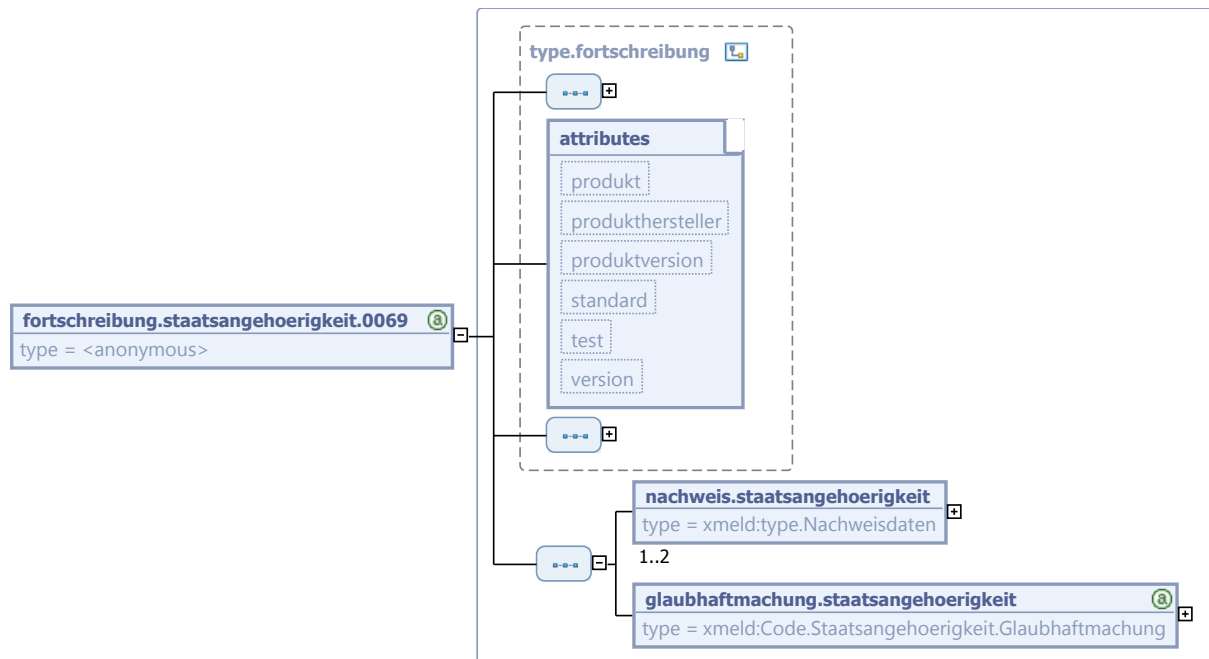 type.fortschreibung
attributes
produkt
produkthersteller
produktversion
standard
test
version
fortschreibung.staatsangehoerigkeit.0069
type = <anonymous>
nachweis.staatsangehoerigkeit
type = xmeld:type.Nachweisdaten
1..2
glaubhaftmachung.staatsangehoerigkeit
type = xmeld:Code.Staatsangehoerigkeit.Glaubhaftmachung